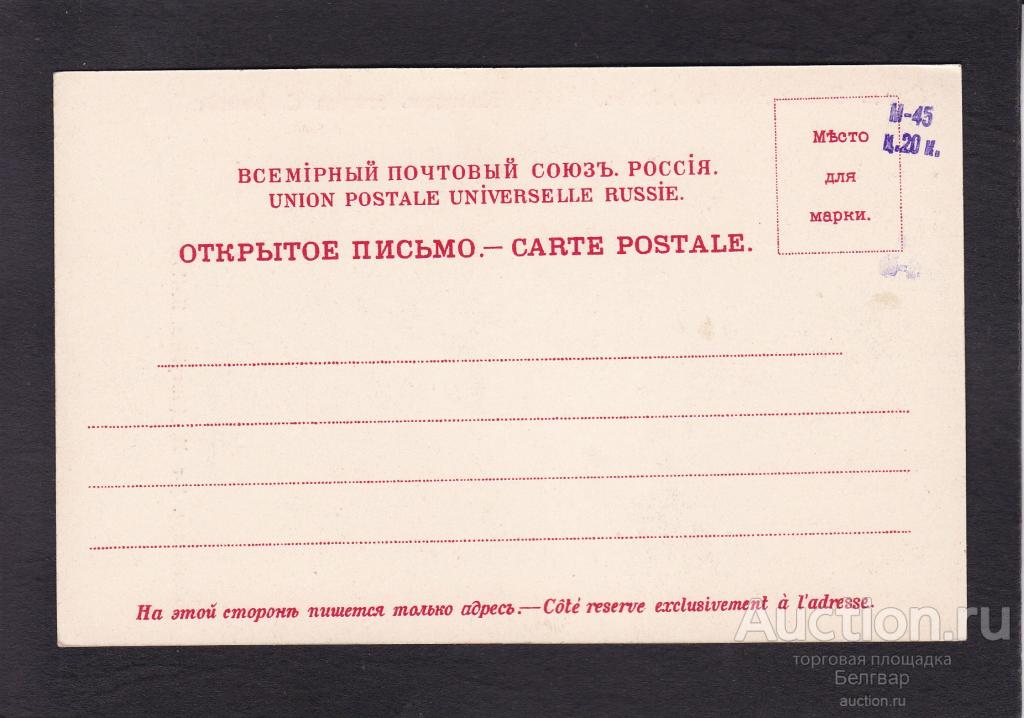 ВСЕМІРНЫЙ ПОЧТОВЫЙ СОЮЗЪ. РОССІЯ.
UNION POSTALE UNIVERSELLE RUSSIE.
ОТКРЫТОЕ ПИСЬМО.— CARTE POSTALE.
Мѣсто
для
марки.
М-45
ц.20 к.
На этой сторонѣ пишется только адресъ.—Côté reserve exclusivement à l'adresse.
Auction.ru
торговая площадка
Белгвар
auction.ru